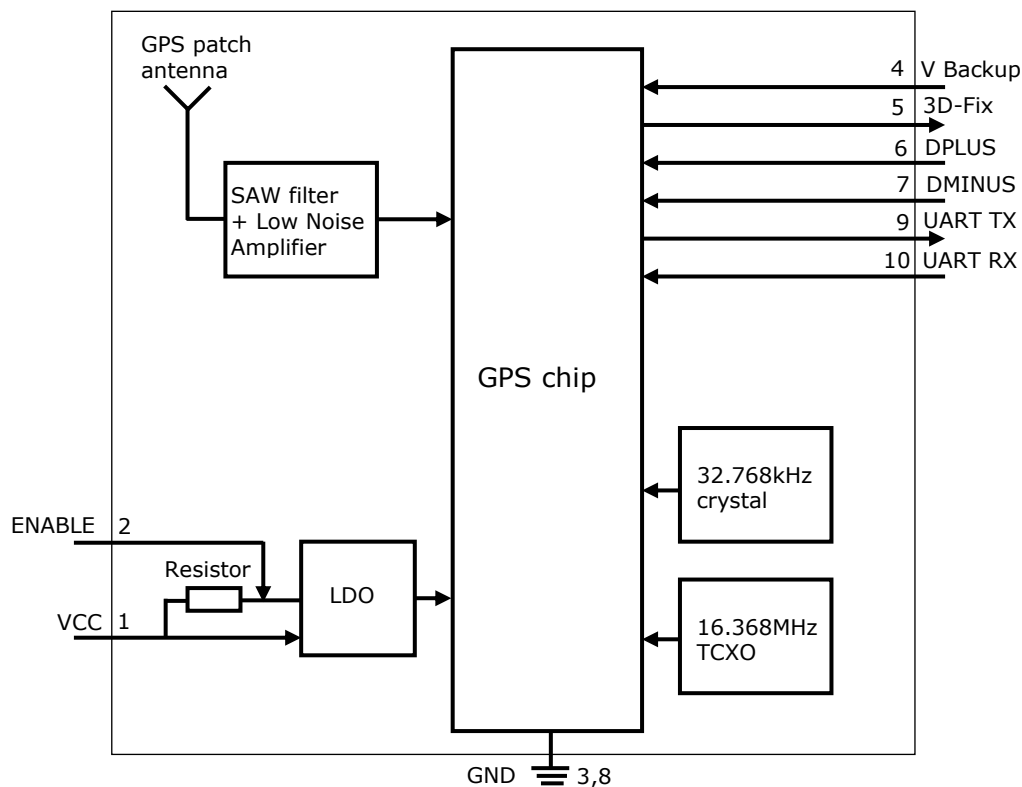 GPS patch
antenna
SAW filter
+ Low Noise
Amplifier
GPS chip
4 V Backup
5 3D-Fix
6 DPLUS
7 DMINUS
9 UART TX
10 UART RX
32.768kHz
crystal
16.368MHz
TCXO
ENABLE 2
Resistor
LDO
VCC 1
GND 3,8